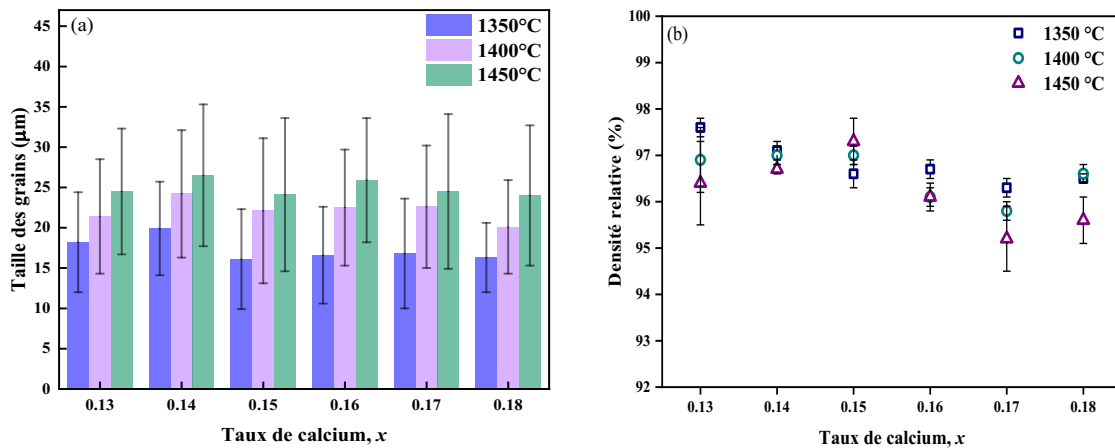 (a)
1350°C
1400°C
1450°C
45
40
35
30
25
20
15
10
5
0
Taille des grains (μm)
0.13 0.14 0.15 0.16 0.17 0.18
Taux de calcium, x
(b)
1350 °C
1400 °C
1450 °C
100
99
98
97
96
95
94
93
92
Densité relative (%)
0.13 0.14 0.15 0.16 0.17 0.18
Taux de calcium, x